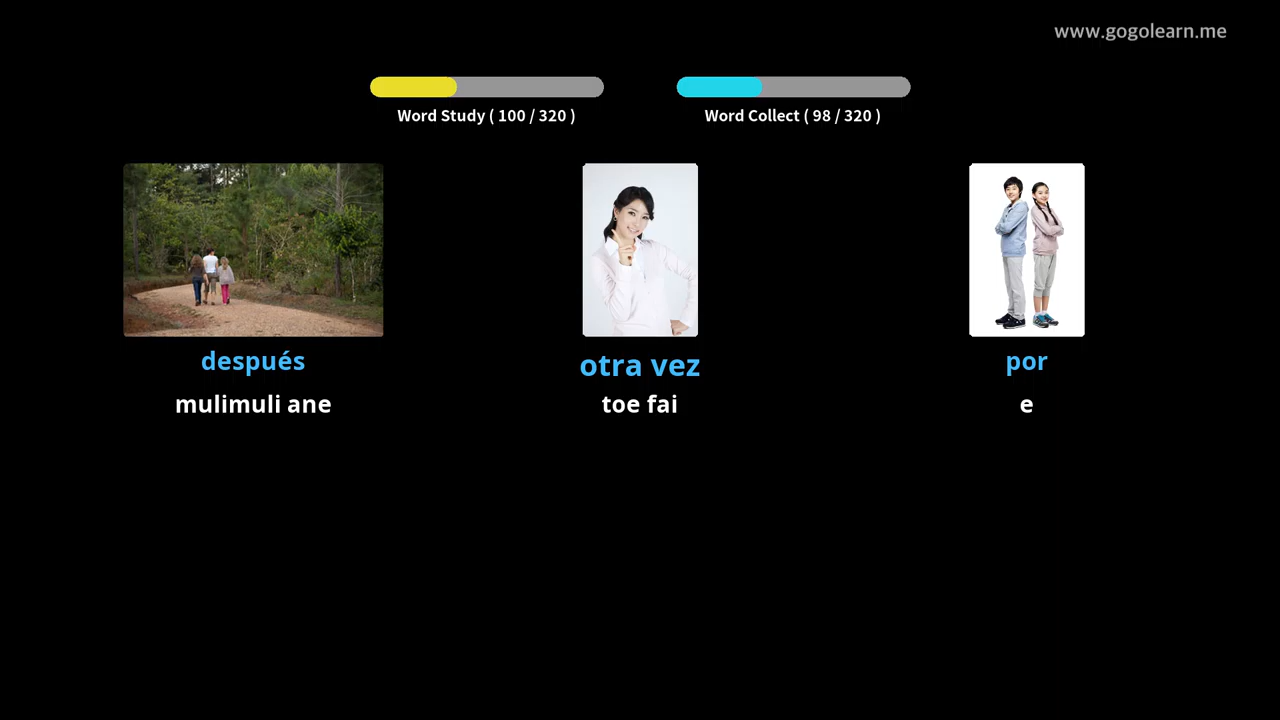 www.gogolearn.me
Word Study ( 100 / 320 )
Word Collect ( 98 / 320 )
después
otra vez
por
mulimuli ane
toe fai
e